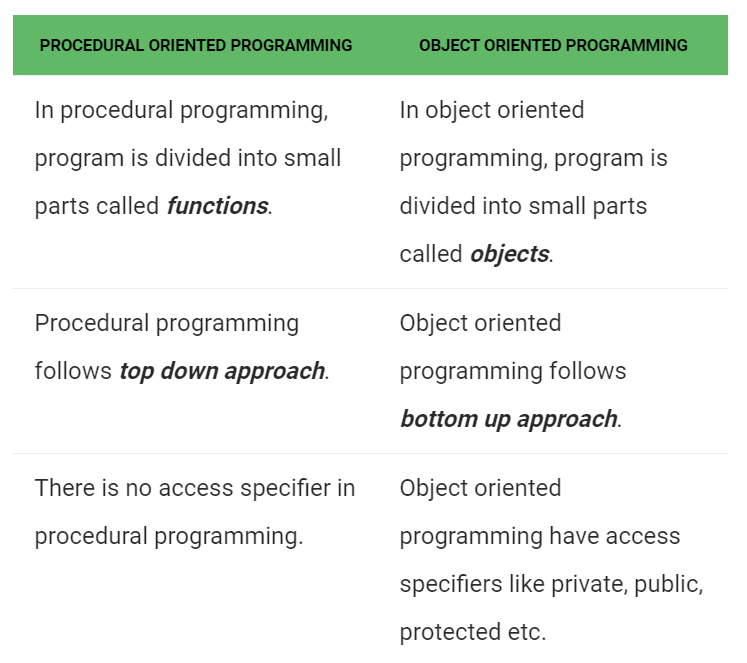 PROCEDURAL ORIENTED PROGRAMMING
OBJECT ORIENTED PROGRAMMING
In procedural programming,
program is divided into small
parts called functions.
In object oriented
programming, program is
divided into small parts
called objects.
Procedural programming
follows top down approach.
Object oriented
programming follows
bottom up approach.
There is no access specifier in
procedural programming.
Object oriented
programming have access
specifiers like private, public,
protected etc.